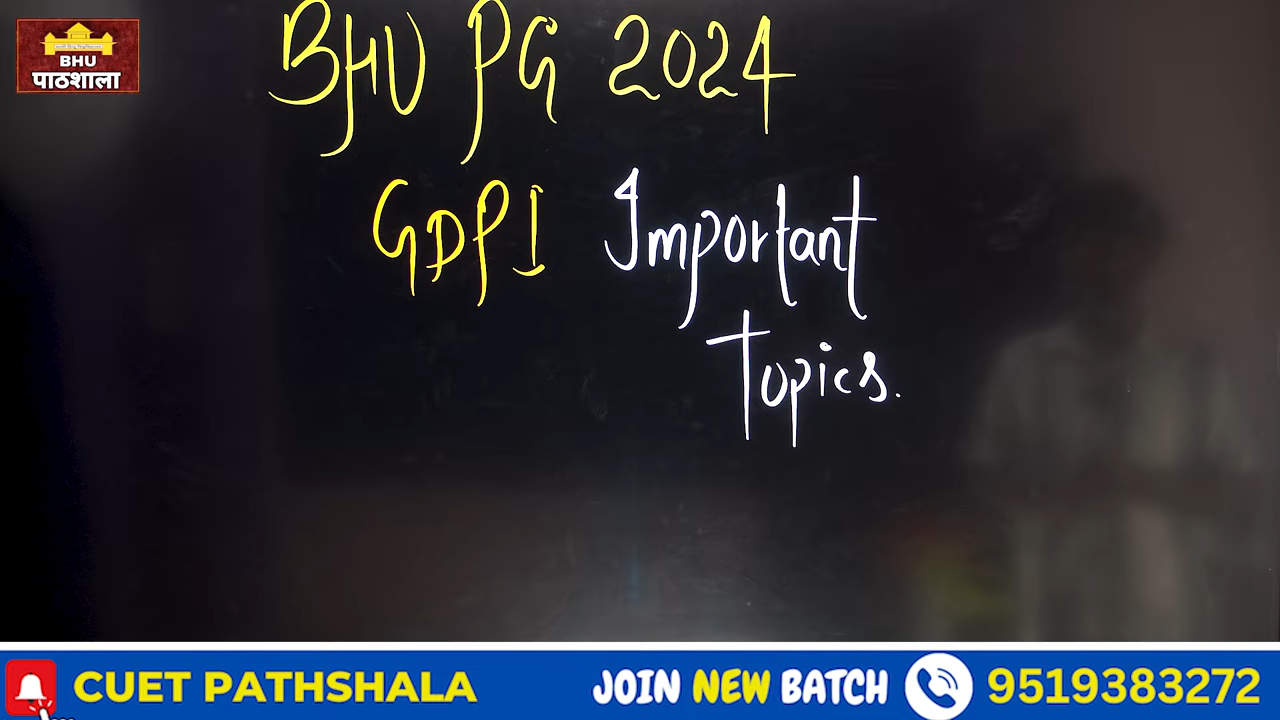 BHU
पाठशाला
BHU PG 2024
GDPI Important
Topics.
CUET PATHSHALA
JOIN NEW BATCH
9519383272